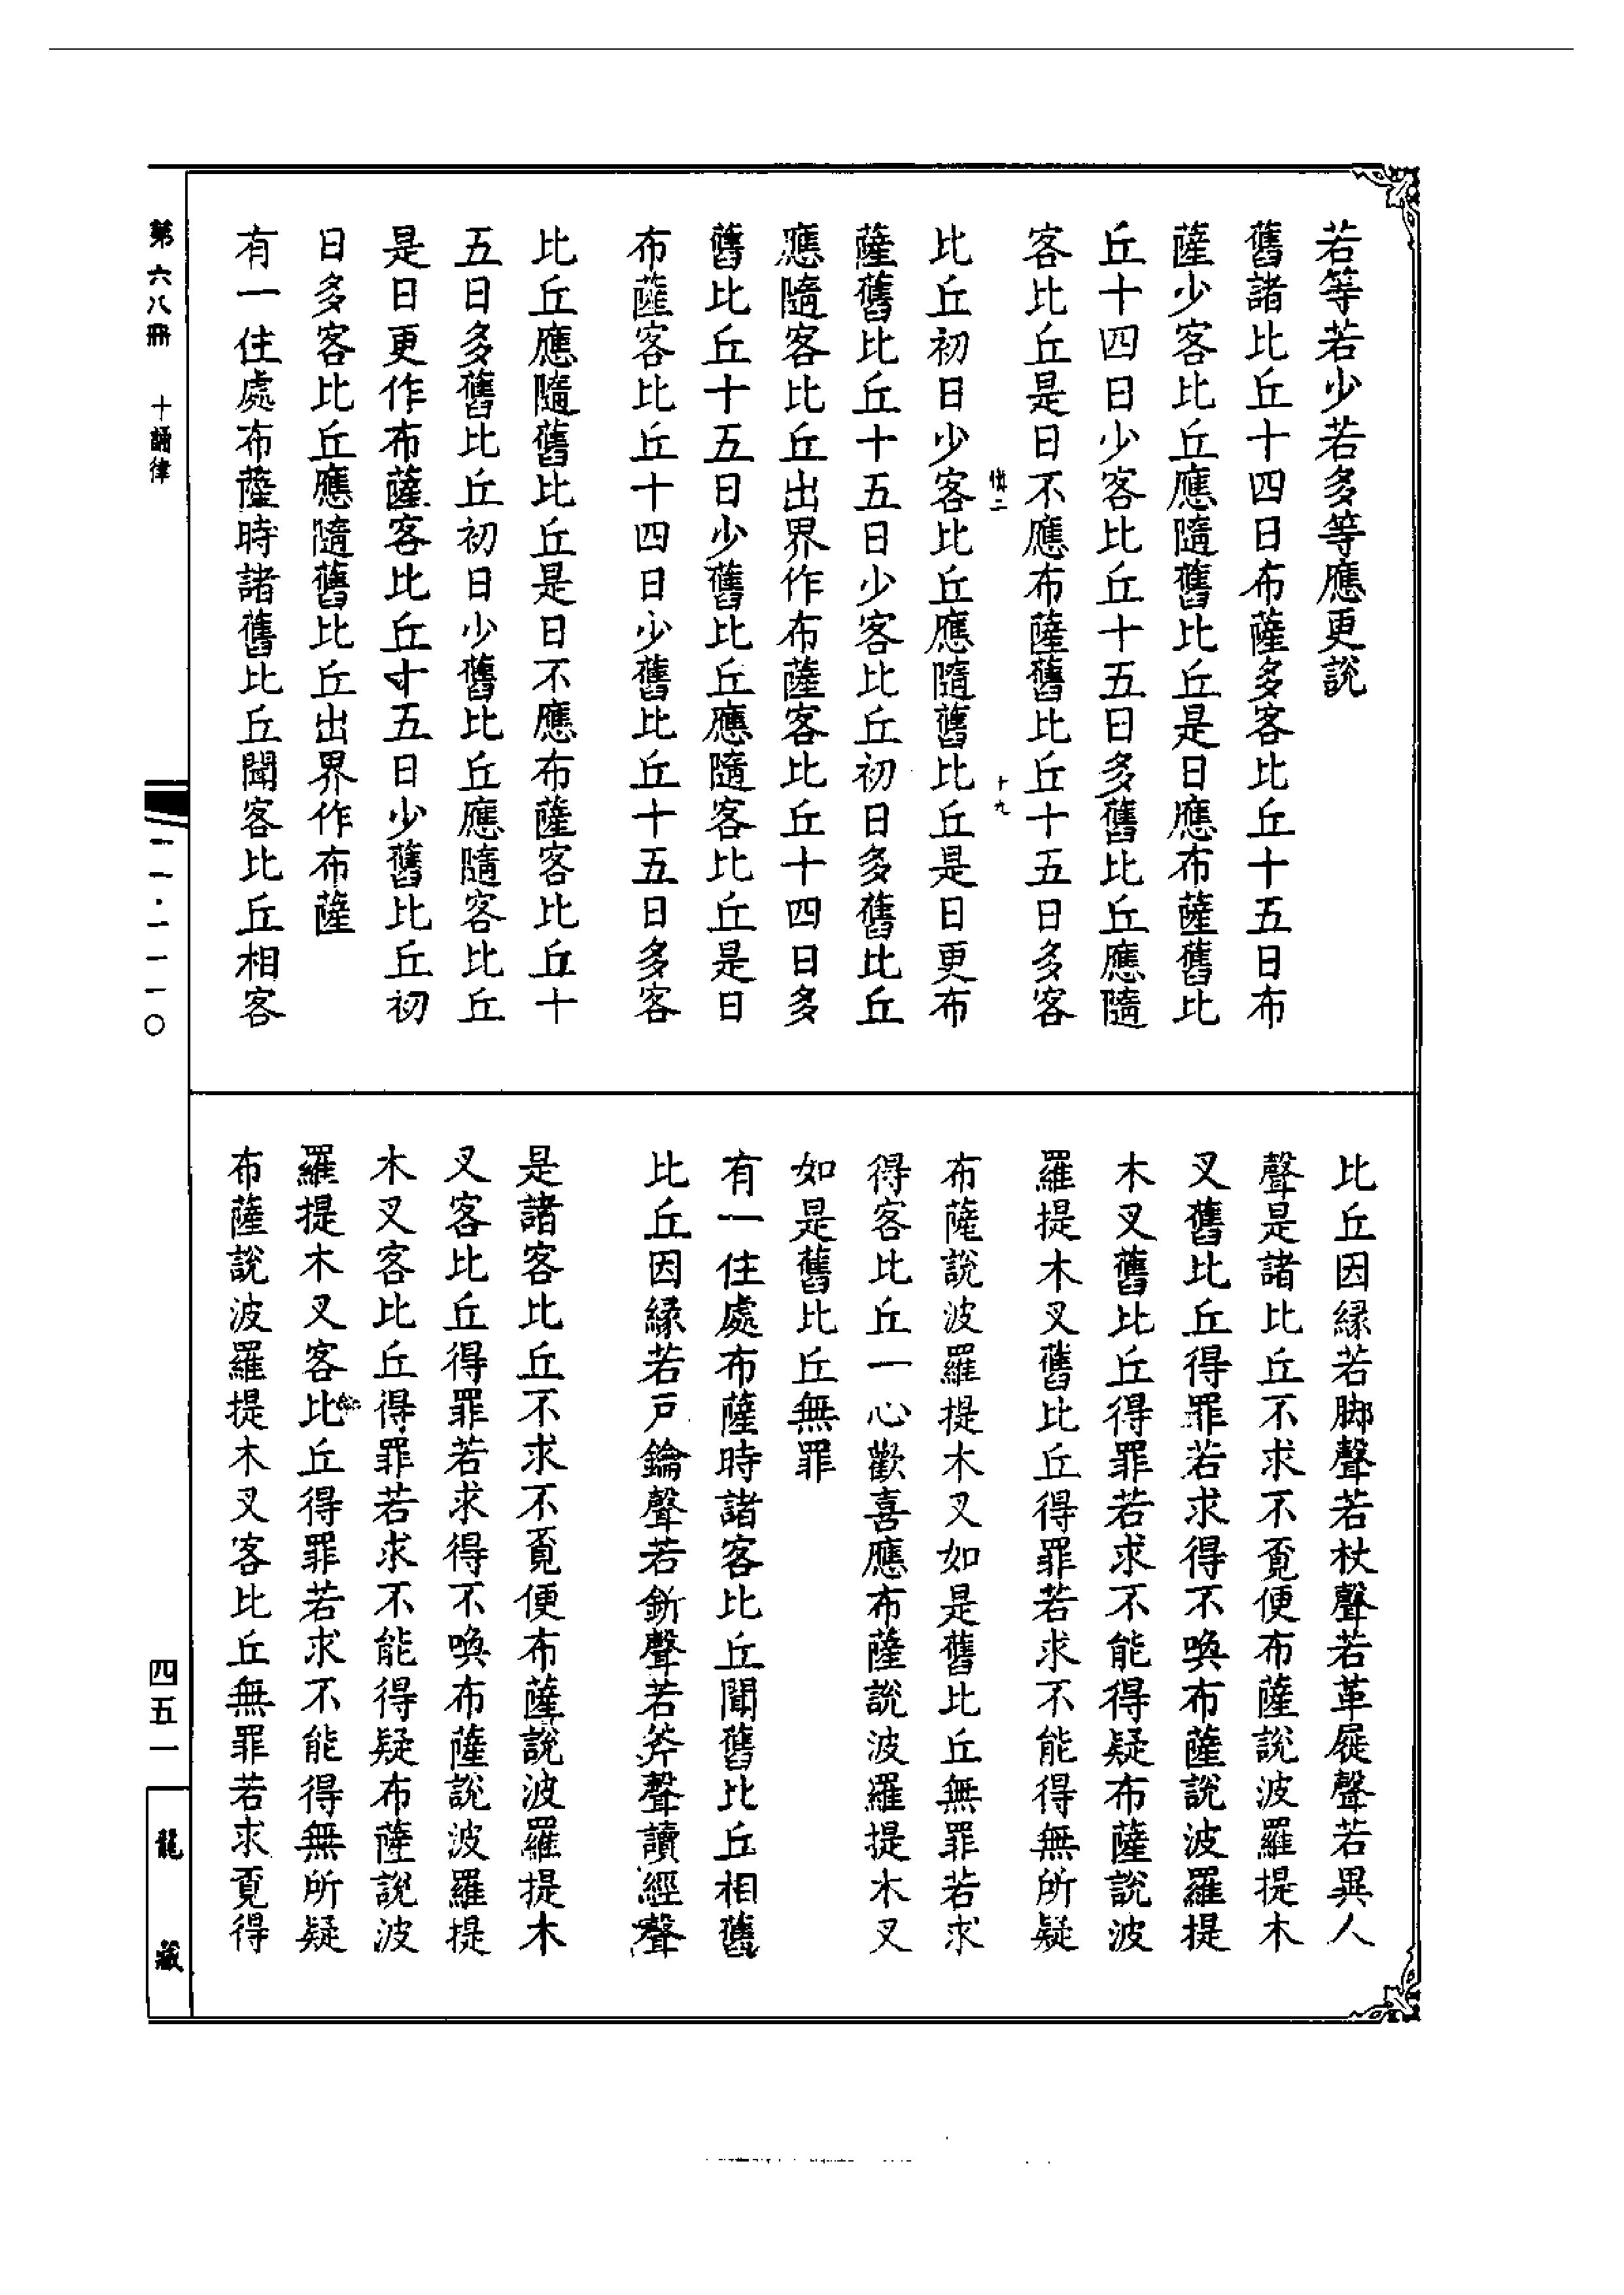 若等若少若多等應更說
舊諸比丘十四日布薩多客比丘十五日布
薩少客比丘應隨舊比丘是日應布薩舊比
丘十四日少客比丘十五日多舊比丘應隨
客比丘是日不應布薩舊比丘十五日多客
慎二 十九
比丘初日少客比丘應隨舊比丘是日更布
薩舊比丘十五日少客比丘初日多舊比丘
應隨客比丘出界作布薩客比丘十四日多
舊比丘十五日少舊比丘應隨客比丘是日
布薩客比丘十四日少舊比丘十五日多客
比丘應隨舊比丘是日不應布薩客比丘十
五日多舊比丘初日少舊比丘應隨客比丘
是日更作布薩客比丘十五日少舊比丘初
日多客比丘應隨舊比丘出界作布薩
有一住處布薩時諸舊比丘聞客比丘相客
比丘因緣若脚聲若杖聲若革屣聲若異人
聲是諸比丘不求不覓便布薩說波羅提木
叉舊比丘得罪若求得不喚布薩說波羅提
木叉舊比丘得罪若求不能得疑布薩說波
羅提木叉舊比丘得罪若求不能得無所疑
布薩說波羅提木叉如是舊比丘無罪若求
得客比丘一心歡喜應布薩說波羅提木叉
如是舊比丘無罪
有一住處布薩時諸客比丘聞舊比丘相舊
比丘因緣若戶鑰聲若釿聲若斧聲讀經聲
是諸客比丘不求不覓便布薩說波羅提木
叉客比丘得罪若求得不喚布薩說波羅提
木叉客比丘得罪若求不能得疑布薩說波
羅提木叉客比丘得罪若求不能得無所疑
布薩說波羅提木叉客比丘無罪若求覓得
第六八冊 十誦律
二一·一一一〇
四五一
龍藏